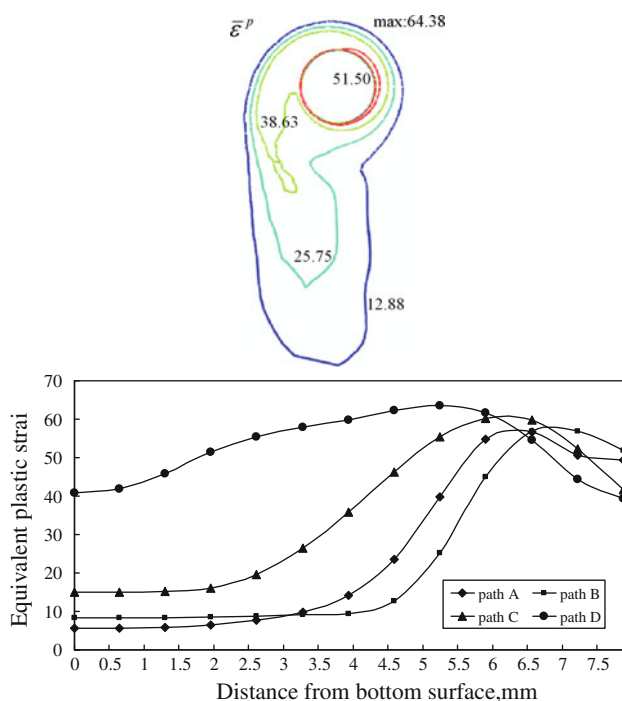 ε̄ᵖ
max:64.38
51.50
38.63
25.75
12.88
70
60
50
40
30
20
10
0
Equivalent plastic strai
path A
path B
path C
path D
0 0.5 1 1.5 2 2.5 3 3.5 4 4.5 5 5.5 6 6.5 7 7.5
Distance from bottom surface,mm